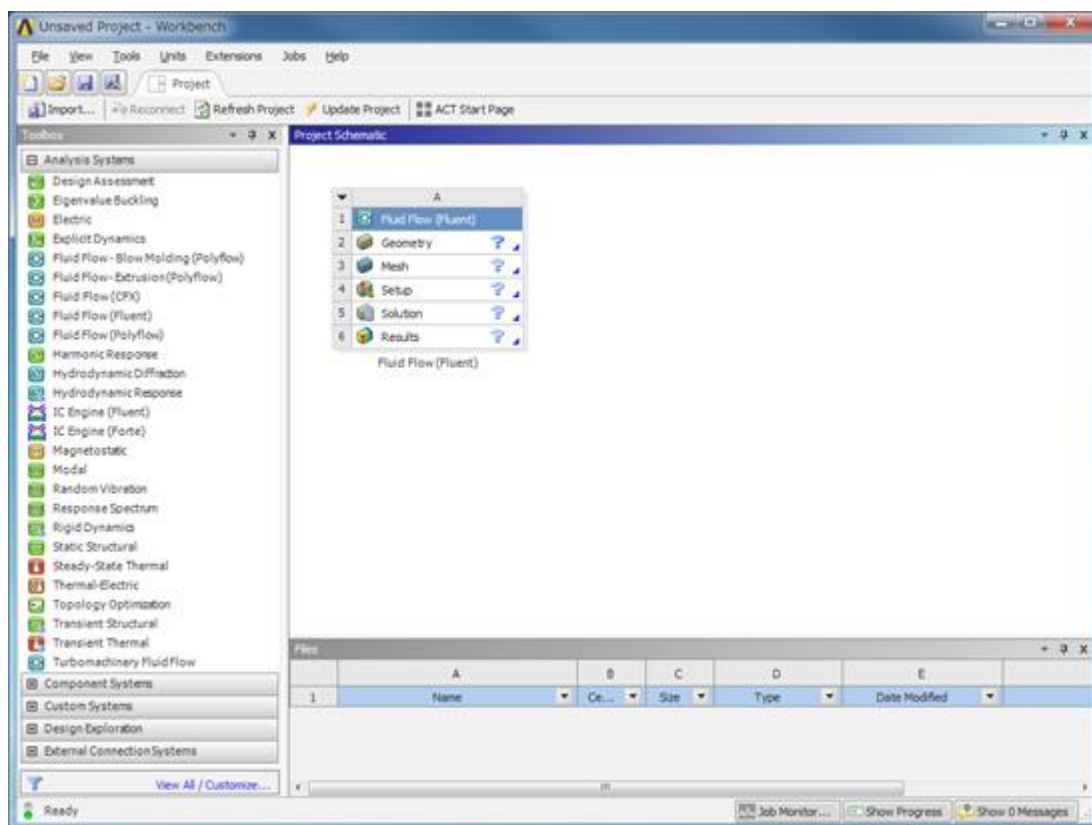 Unsaved Project - Workbench
File View Tools Units Extensions Jobs Help
Project
Import... Reconnect Refresh Project Update Project ACT Start Page
Toolbox
Project Schematic
Analysis Systems
Design Assessment
Eigenvalue Buckling
Electric
Explicit Dynamics
Fluid Flow - Blow Molding (Polyflow)
Fluid Flow - Extrusion (Polyflow)
Fluid Flow (CFX)
Fluid Flow (Fluent)
Fluid Flow (Polyflow)
Harmonic Response
Hydrodynamic Diffraction
Hydrodynamic Response
IC Engine (Fluent)
IC Engine (Forte)
Magnetostatic
Modal
Random Vibration
Response Spectrum
Rigid Dynamics
Static Structural
Steady-State Thermal
Thermal-Electric
Topology Optimization
Transient Structural
Transient Thermal
Turbomachinery Fluid Flow
Component Systems
Custom Systems
Design Exploration
External Connection Systems
View All / Customize...
A
1 Fluid Flow (Fluent)
2 Geometry ?
3 Mesh ?
4 Setup ?
5 Solution ?
6 Results ?
Fluid Flow (Fluent)
Files
A B C D E
1 Name Ce... Size Type Date Modified
Ready
Job Monitor... Show Progress Show 0 Messages